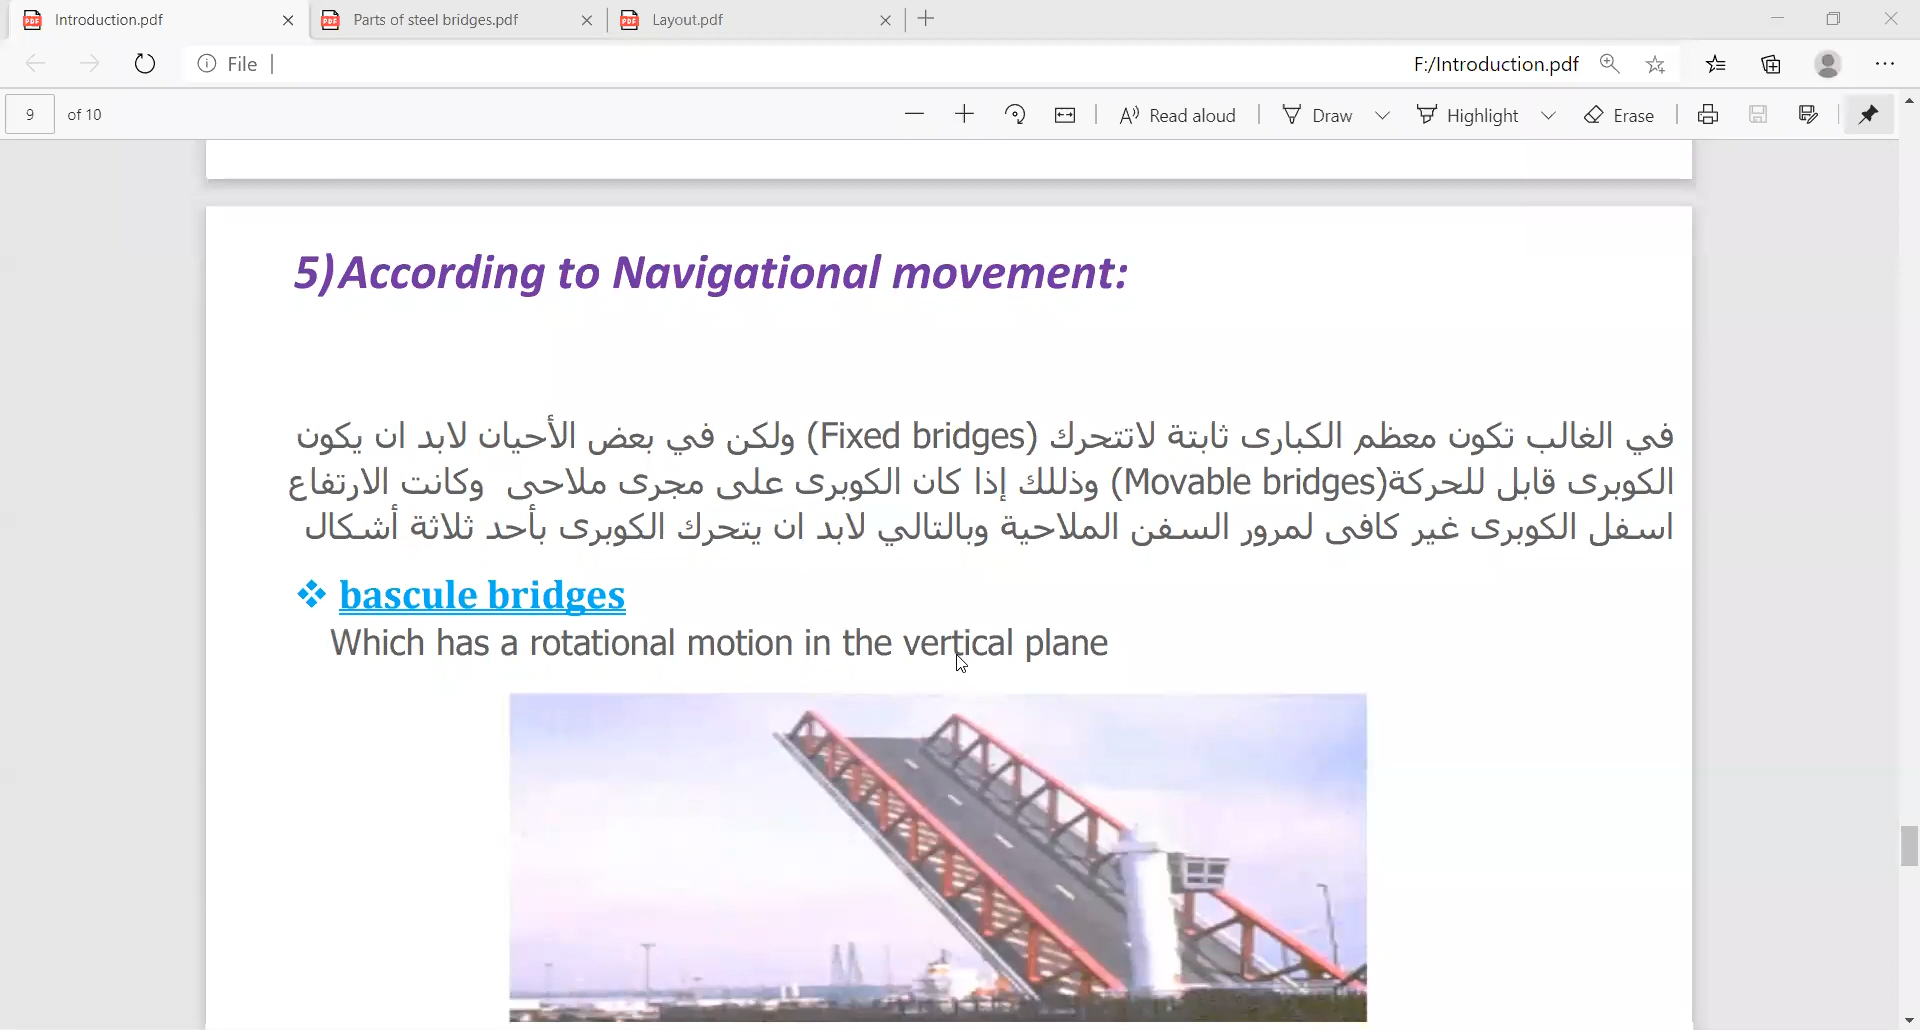 Introduction.pdf
Parts of steel bridges.pdf
Layout.pdf
File
F:/Introduction.pdf
9 of 10
Read aloud
Draw
Highlight
Erase
5)According to Navigational movement:
في الغالب تكون معظم الكبارى ثابتة لاتتحرك (Fixed bridges) ولكن في بعض الأحيان لابد ان يكون
الكوبرى قابل للحركة(Movable bridges) وذللك إذا كان الكوبرى على مجرى ملاحى وكانت الارتفاع
اسفل الكوبرى غير كافى لمرور السفن الملاحية وبالتالي لابد ان يتحرك الكوبرى بأحد ثلاثة أشكال
❖ bascule bridges
Which has a rotational motion in the vertical plane